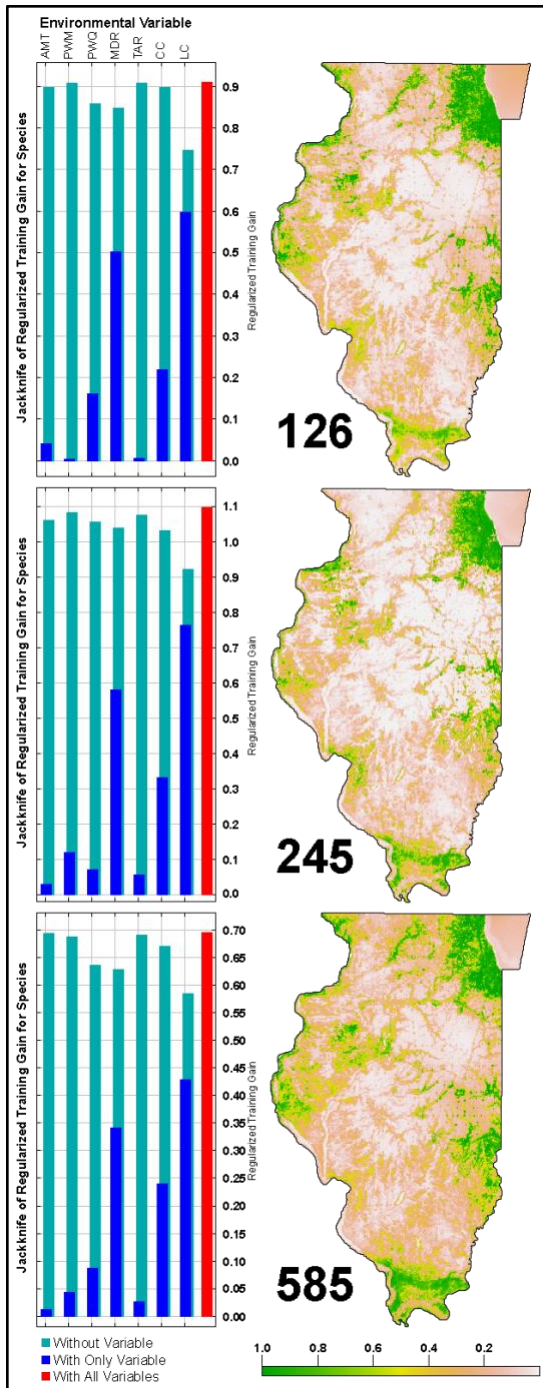 Environmental Variable
AMT
PWM
PWQ
MDR
TAR
CC
LC
Jackknife of Regularized Training Gain for Species
0.9
0.8
0.7
0.6
0.5
0.4
0.3
0.2
0.1
0.0
Regularized Training Gain
126
Jackknife of Regularized Training Gain for Species
1.1
1.0
0.9
0.8
0.7
0.6
0.5
0.4
0.3
0.2
0.1
0.0
Regularized Training Gain
245
Jackknife of Regularized Training Gain for Species
0.70
0.65
0.60
0.55
0.50
0.45
0.40
0.35
0.30
0.25
0.20
0.15
0.10
0.05
0.00
Regularized Training Gain
585
Without Variable
With Only Variable
With All Variables
1.0 0.8 0.6 0.4 0.2